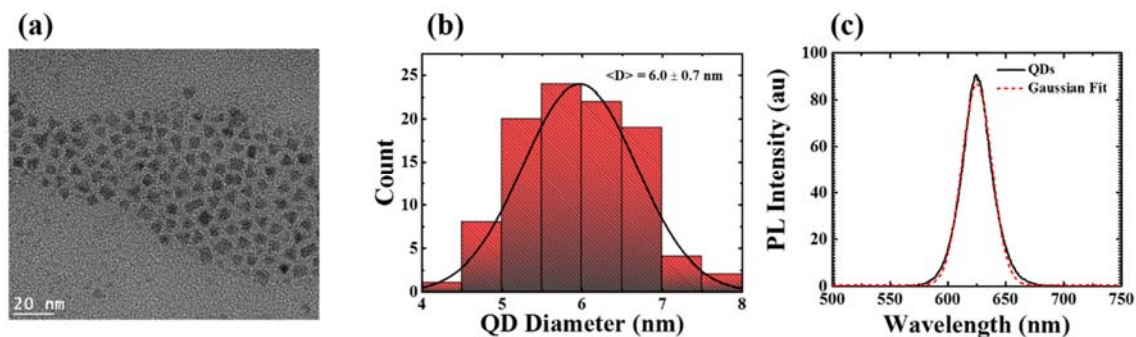 (a)
20 nm
(b)
<D> = 6.0 ± 0.7 nm
25
20
15
10
5
0
Count
4 5 6 7 8
QD Diameter (nm)
(c)
QDs
Gaussian Fit
100
80
60
40
20
0
PL Intensity (au)
500 550 600 650 700 750
Wavelength (nm)